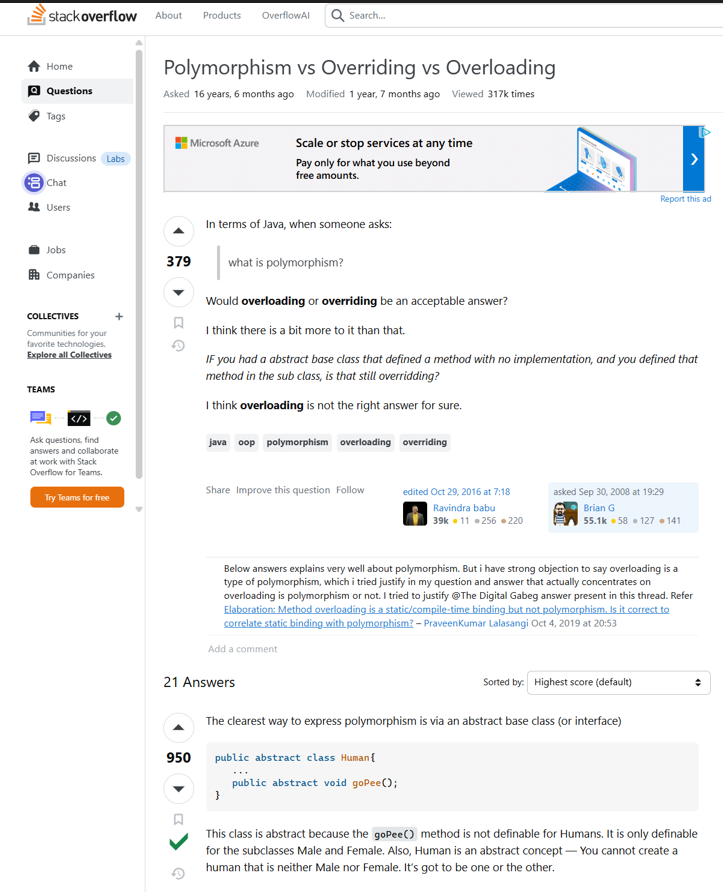 stackoverflow
About
Products
OverflowAI
Search...
Home
Questions
Tags
Discussions Labs
Chat
Users
Jobs
Companies
COLLECTIVES +
Communities for your
favorite technologies.
Explore all Collectives
TEAMS
</>
Ask questions, find
answers and collaborate
at work with Stack
Overflow for Teams.
Try Teams for free
Polymorphism vs Overriding vs Overloading
Asked 16 years, 6 months ago Modified 1 year, 7 months ago Viewed 317k times
Microsoft Azure
Scale or stop services at any time
Pay only for what you use beyond
free amounts.
Report this ad
379
In terms of Java, when someone asks:
what is polymorphism?
Would overloading or overriding be an acceptable answer?
I think there is a bit more to it than that.
IF you had a abstract base class that defined a method with no implementation, and you defined that
method in the sub class, is that still overridding?
I think overloading is not the right answer for sure.
java oop polymorphism overloading overriding
Share Improve this question Follow
edited Oct 29, 2016 at 7:18
Ravindra babu
39k 11 256 220
asked Sep 30, 2008 at 19:29
Brian G
55.1k 58 127 141
Below answers explains very well about polymorphism. But i have strong objection to say overloading is a
type of polymorphism, which i tried justify in my question and answer that actually concentrates on
overloading is polymorphism or not. I tried to justify @The Digital Gabeg answer present in this thread. Refer
Elaboration: Method overloading is a static/compile-time binding but not polymorphism. Is it correct to
correlate static binding with polymorphism? – PraveenKumar Lalasangi Oct 4, 2019 at 20:53
Add a comment
21 Answers
Sorted by: Highest score (default)
950
The clearest way to express polymorphism is via an abstract base class (or interface)
public abstract class Human{
...
public abstract void goPee();
}
This class is abstract because the goPee() method is not definable for Humans. It is only definable
for the subclasses Male and Female. Also, Human is an abstract concept — You cannot create a
human that is neither Male nor Female. It's got to be one or the other.